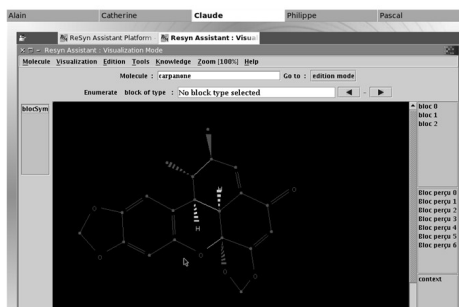 Alain Catherine Claude Philippe Pascal
ReSyn Assistant Platform ReSyn Assistant : Visua
ReSyn Assistant : Visualization Mode
Molecule Visualization Edition Tools Knowledge Zoom [100%] Help
Molecule : carpanene Go to : edition mode
Enumerate block of type : No block type selected
blocSym
bloc 0
bloc 1
bloc 2
Bloc perçu 0
Bloc perçu 1
Bloc perçu 2
Bloc perçu 3
Bloc perçu 4
Bloc perçu 5
Bloc perçu 6
context
O
H
H
O
O
O
O
O